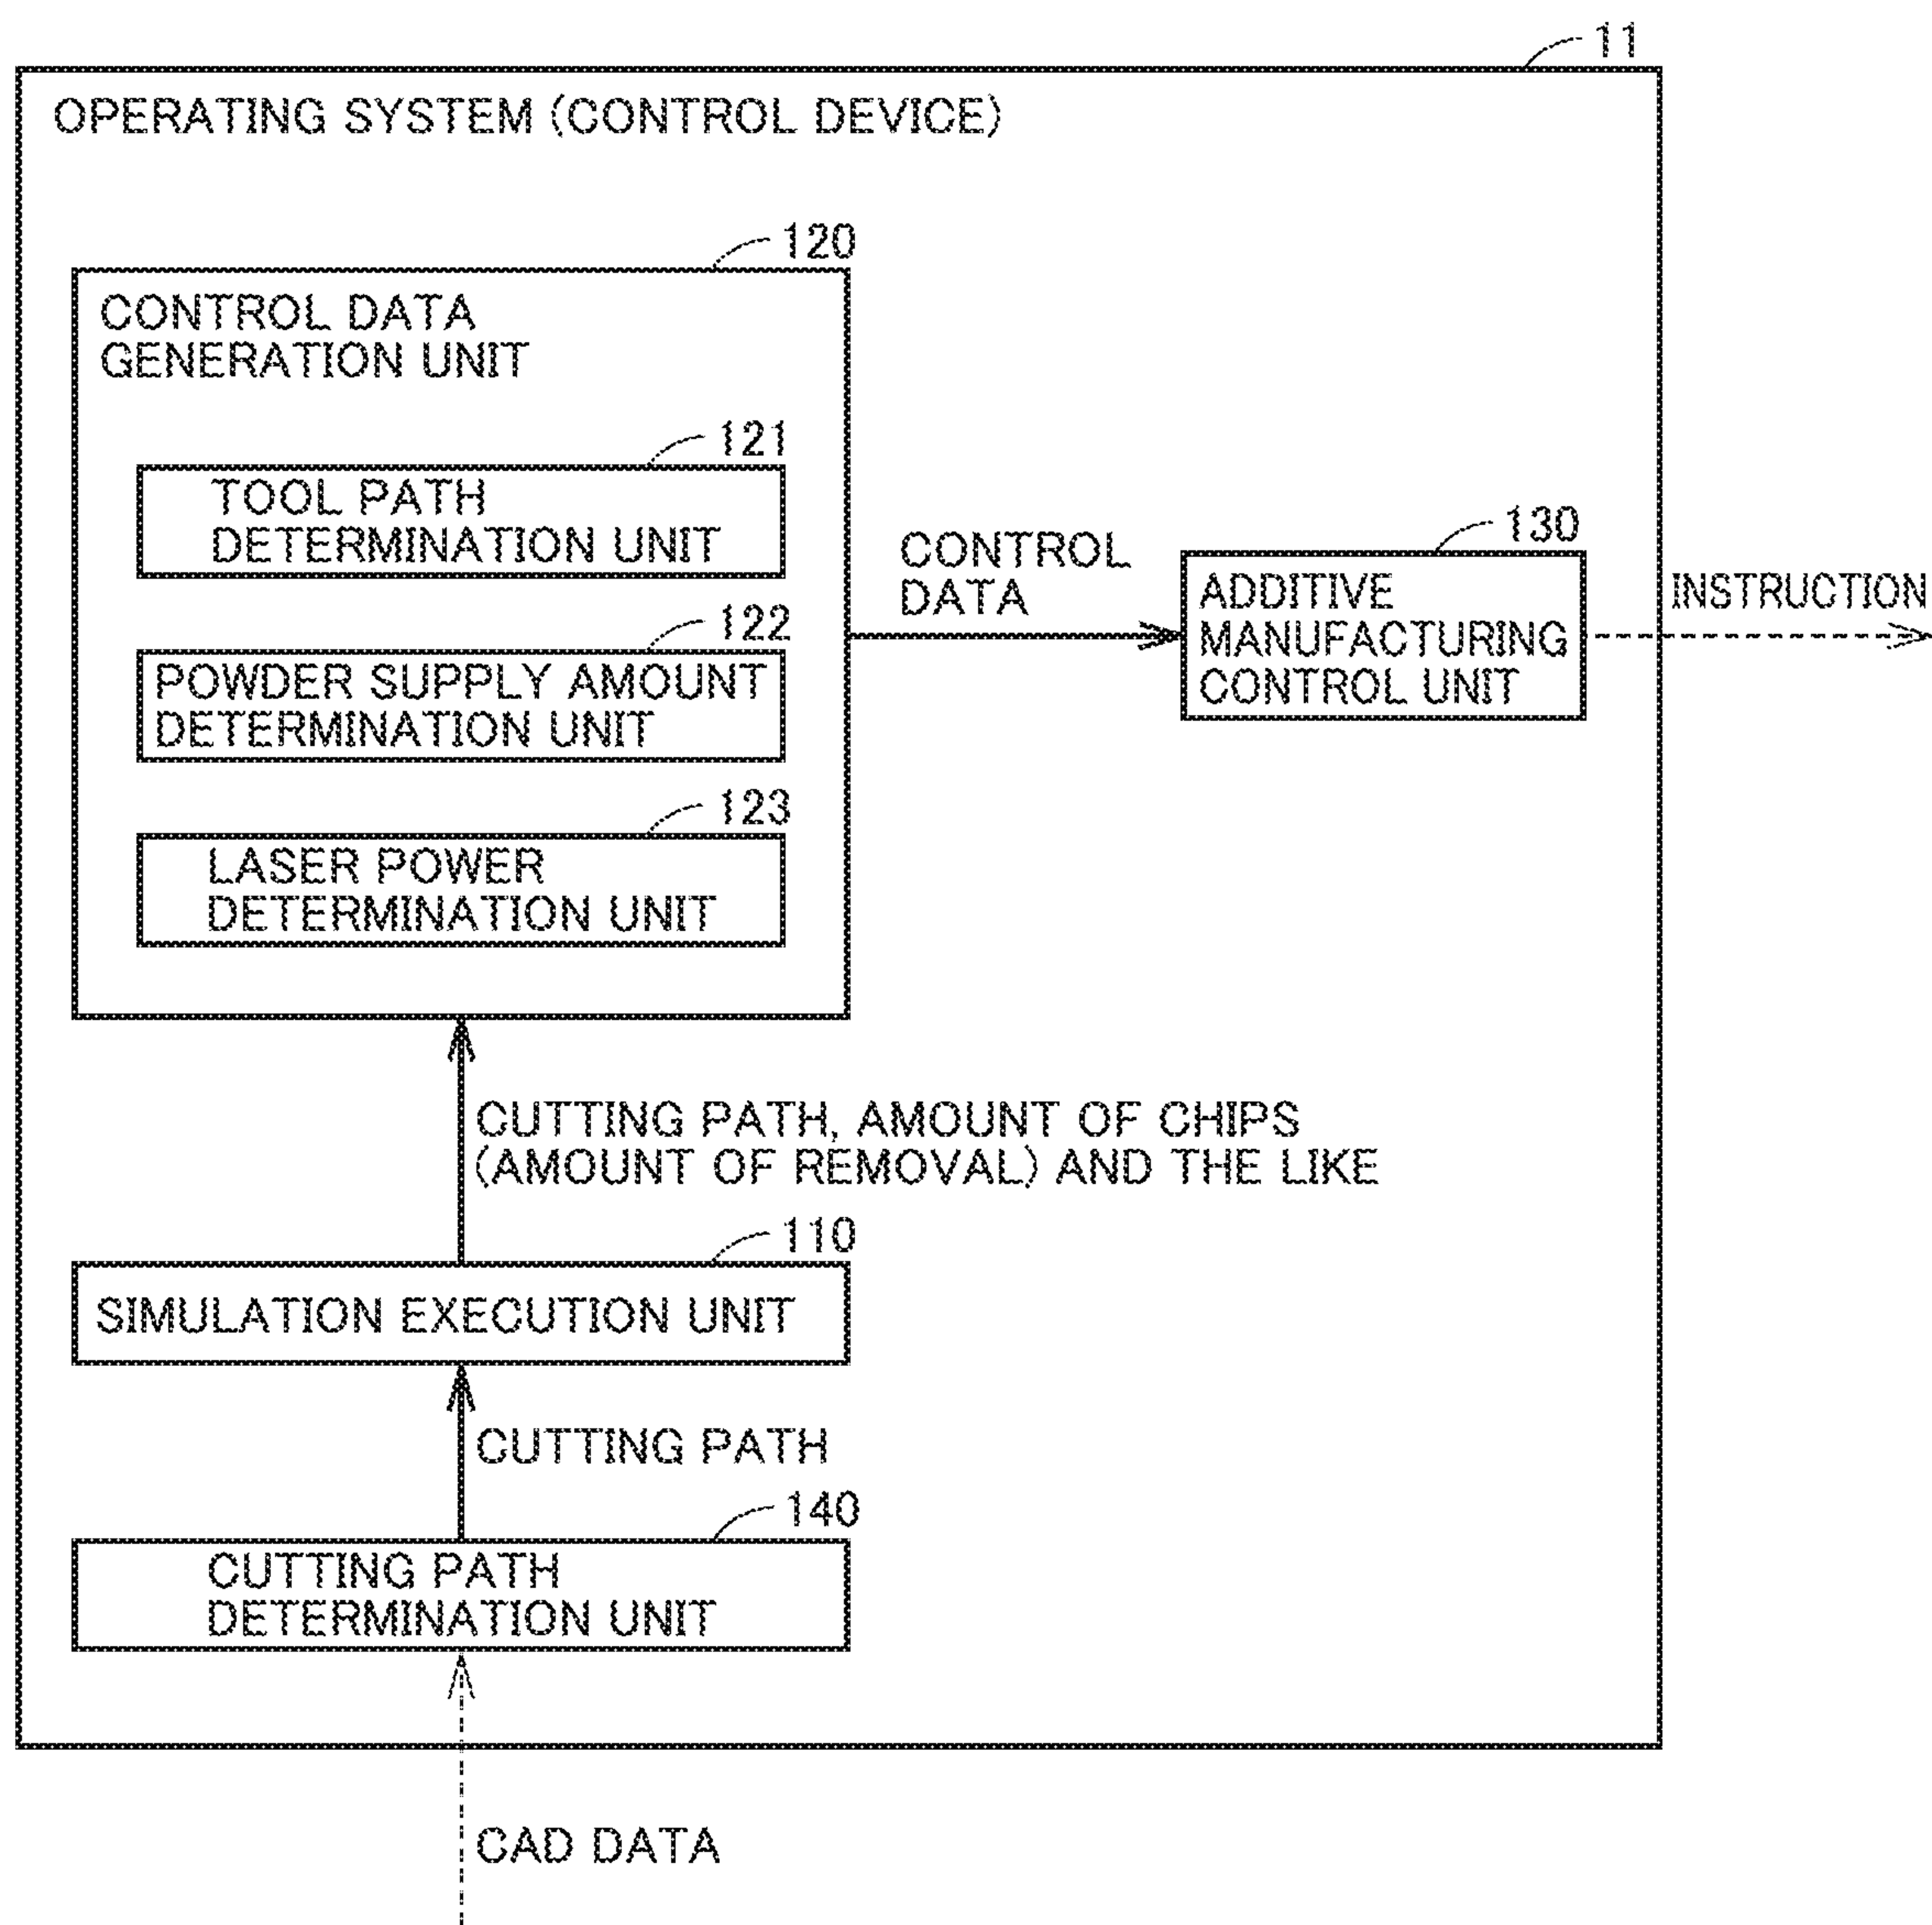 11
OPERATING SYSTEM (CONTROL DEVICE)
120
CONTROL DATA
GENERATION UNIT
121
TOOL PATH
DETERMINATION UNIT
122
POWDER SUPPLY AMOUNT
DETERMINATION UNIT
123
LASER POWER
DETERMINATION UNIT
CONTROL
DATA
130
ADDITIVE
MANUFACTURING
CONTROL UNIT
INSTRUCTION
CUTTING PATH, AMOUNT OF CHIPS
(AMOUNT OF REMOVAL) AND THE LIKE
110
SIMULATION EXECUTION UNIT
CUTTING PATH
140
CUTTING PATH
DETERMINATION UNIT
CAD DATA